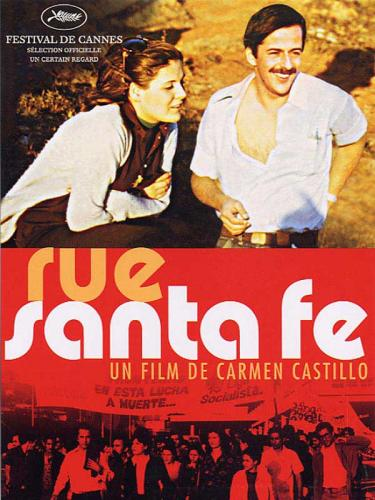 FESTIVAL DE CANNES
SÉLECTION OFFICIELLE
UN CERTAIN REGARD
rue
santa fe
UN FILM DE CARMEN CASTILLO
EN ESTA LUCHA
A MUERTE...
Socialista.